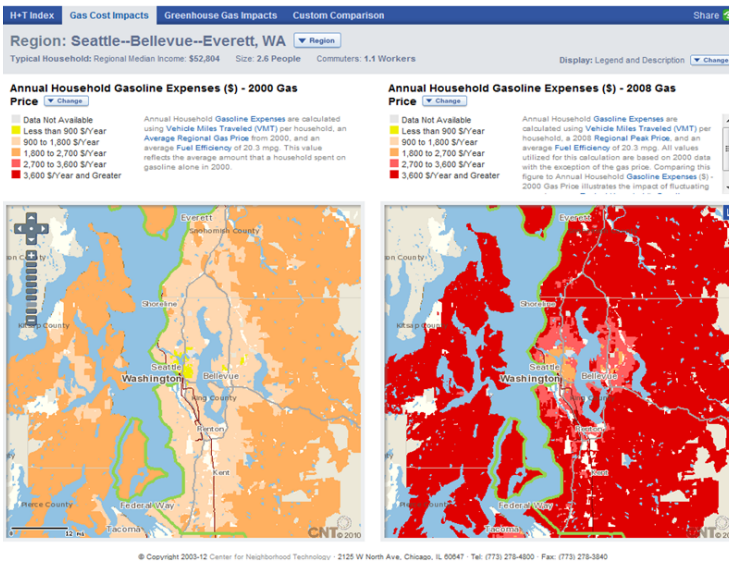 H+T Index Gas Cost Impacts Greenhouse Gas Impacts Custom Comparison Share
Region: Seattle--Bellevue--Everett, WA Region
Typical Household: Regional Median Income: $52,804 Size: 2.6 People Commuters: 1.1 Workers
Display: Legend and Description Change
Annual Household Gasoline Expenses ($) - 2000 Gas
Price Change
Data Not Available
Less than 900 $/Year
900 to 1,800 $/Year
1,800 to 2,700 $/Year
2,700 to 3,600 $/Year
3,600 $/Year and Greater
Annual Household Gasoline Expenses are calculated
using Vehicle Miles Traveled (VMT) per household, an
Average Regional Gas Price from 2000, and an
average Fuel Efficiency of 20.3 mpg. This value
reflects the average amount that a household spent on
gasoline alone in 2000.
Annual Household Gasoline Expenses ($) - 2008 Gas
Price Change
Data Not Available
Less than 900 $/Year
900 to 1,800 $/Year
1,800 to 2,700 $/Year
2,700 to 3,600 $/Year
3,600 $/Year and Greater
Annual Household Gasoline Expenses are
calculated using Vehicle Miles Traveled (VMT) per
household, a 2008 Regional Peak Price, and an
average Fuel Efficiency of 20.3 mpg. All values
utilized for this calculation are based on 2000 data
with the exception of the gas price. Comparing this
figure to Annual Household Gasoline Expenses ($) -
2000 Gas Price illustrates the impact of fluctuating
Everett
Snohomish County
on County
Shoreline
Kitsap County
Seattle
Washington
Bellevue
King County
Renton
Kent
Pierce County
Federal Way
Tacoma
0 12 Mi
CNT © 2010
Everett
on County
Shoreline
Kitsap Coun
Seattle
Washington
Bellevue
King County
Renton
Kent
Pierce County
Federal Way
Tacoma
CNT © 20
© Copyright 2003-12 Center for Neighborhood Technology · 2125 W North Ave, Chicago, IL 60647 · Tel: (773) 278-4800 · Fax: (773) 278-3840